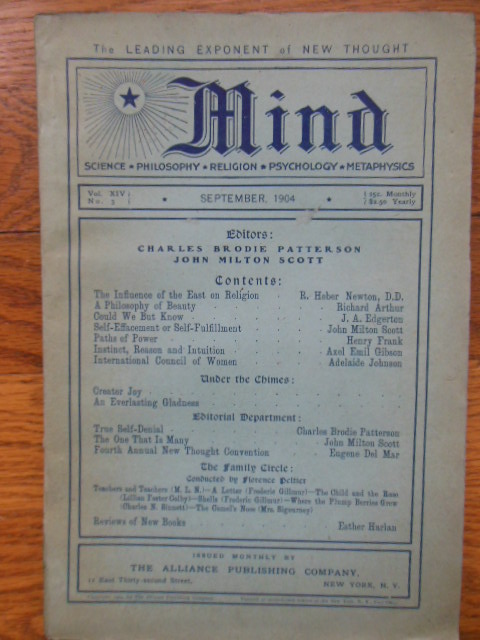 The LEADING EXPONENT of NEW THOUGHT
Mind
SCIENCE ★ PHILOSOPHY ★ RELIGION ★ PSYCHOLOGY ★ METAPHYSICS
Vol. XIV
No. 3
SEPTEMBER, 1904
25c. Monthly
$2.50 Yearly
Editors:
CHARLES BRODIE PATTERSON
JOHN MILTON SCOTT
Contents:
The Influence of the East on Religion . R. Heber Newton, D.D.
A Philosophy of Beauty . . . . . Richard Arthur
Could We But Know . . . . . J. A. Edgerton
Self-Effacement or Self-Fulfillment . . . John Milton Scott
Paths of Power . . . . . . Henry Frank
Instinct, Reason and Intuition . . . Axel Emil Gibson
International Council of Women . . . Adelaide Johnson
Under the Chimes:
Creator Joy . . . . . . . .
An Everlasting Gladness . . . . . . .
Editorial Department:
True Self-Denial . . . . Charles Brodie Patterson
The One That Is Many . . . . John Milton Scott
Fourth Annual New Thought Convention . Eugene Del Mar
The Family Circle:
Conducted by Florence Peltier
Teachers and Teachers (M. L. N.)—A Letter (Frederic Gillmur)—The Child and the Rose
(Lillian Foster Colby)—Shells (Frederic Gillmur)—Where the Plump Berries Grow
(Charles N. Sinnett)—The Camel's Nose (Mrs. Sigourney)
Reviews of New Books . . . . . Esther Harlan
ISSUED MONTHLY BY
THE ALLIANCE PUBLISHING COMPANY,
11 East Thirty-second Street,
NEW YORK, N. Y.